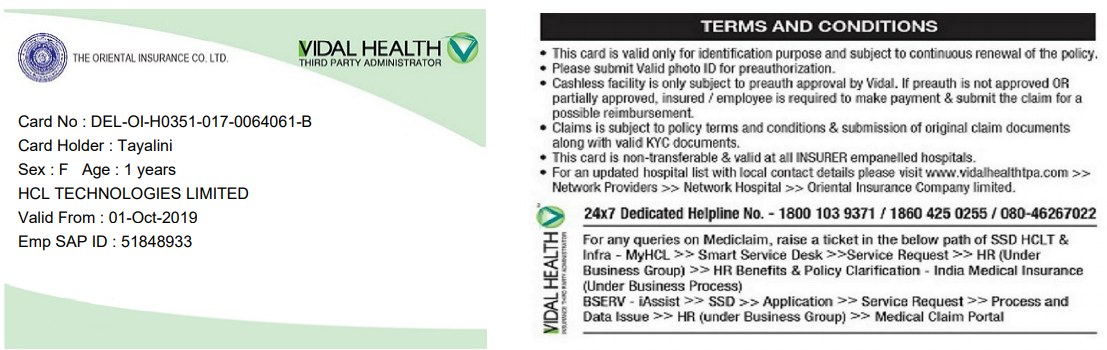 THE ORIENTAL INSURANCE CO. LTD.
VIDAL HEALTH
THIRD PARTY ADMINISTRATOR
Card No : DEL-OI-H0351-017-0064061-B
Card Holder : Tayalini
Sex : F Age : 1 years
HCL TECHNOLOGIES LIMITED
Valid From : 01-Oct-2019
Emp SAP ID : 51848933
TERMS AND CONDITIONS
• This card is valid only for identification purpose and subject to continuous renewal of the policy.
• Please submit Valid photo ID for preauthorization.
• Cashless facility is only subject to preauth approval by Vidal. If preauth is not approved OR
partially approved, insured / employee is required to make payment & submit the claim for a
possible reimbursement.
• Claims is subject to policy terms and conditions & submission of original claim documents
along with valid KYC documents.
• This card is non-transferable & valid at all INSURER empanelled hospitals.
• For an updated hospital list with local contact details please visit www.vidalhealthtpa.com >>
Network Providers >> Network Hospital >> Oriental Insurance Company limited.
24x7 Dedicated Helpline No. - 1800 103 9371 / 1860 425 0255 / 080-46267022
VIDAL HEALTH
INSURANCE THIRD PARTY ADMINISTRATOR
For any queries on Mediclaim, raise a ticket in the below path of SSD HCLT &
Infra - MyHCL >> Smart Service Desk >>Service Request >> HR (Under
Business Group) >> HR Benefits & Policy Clarification - India Medical Insurance
(Under Business Process)
BSERV - iAssist >> SSD >> Application >> Service Request >> Process and
Data Issue >> HR (under Business Group) >> Medical Claim Portal